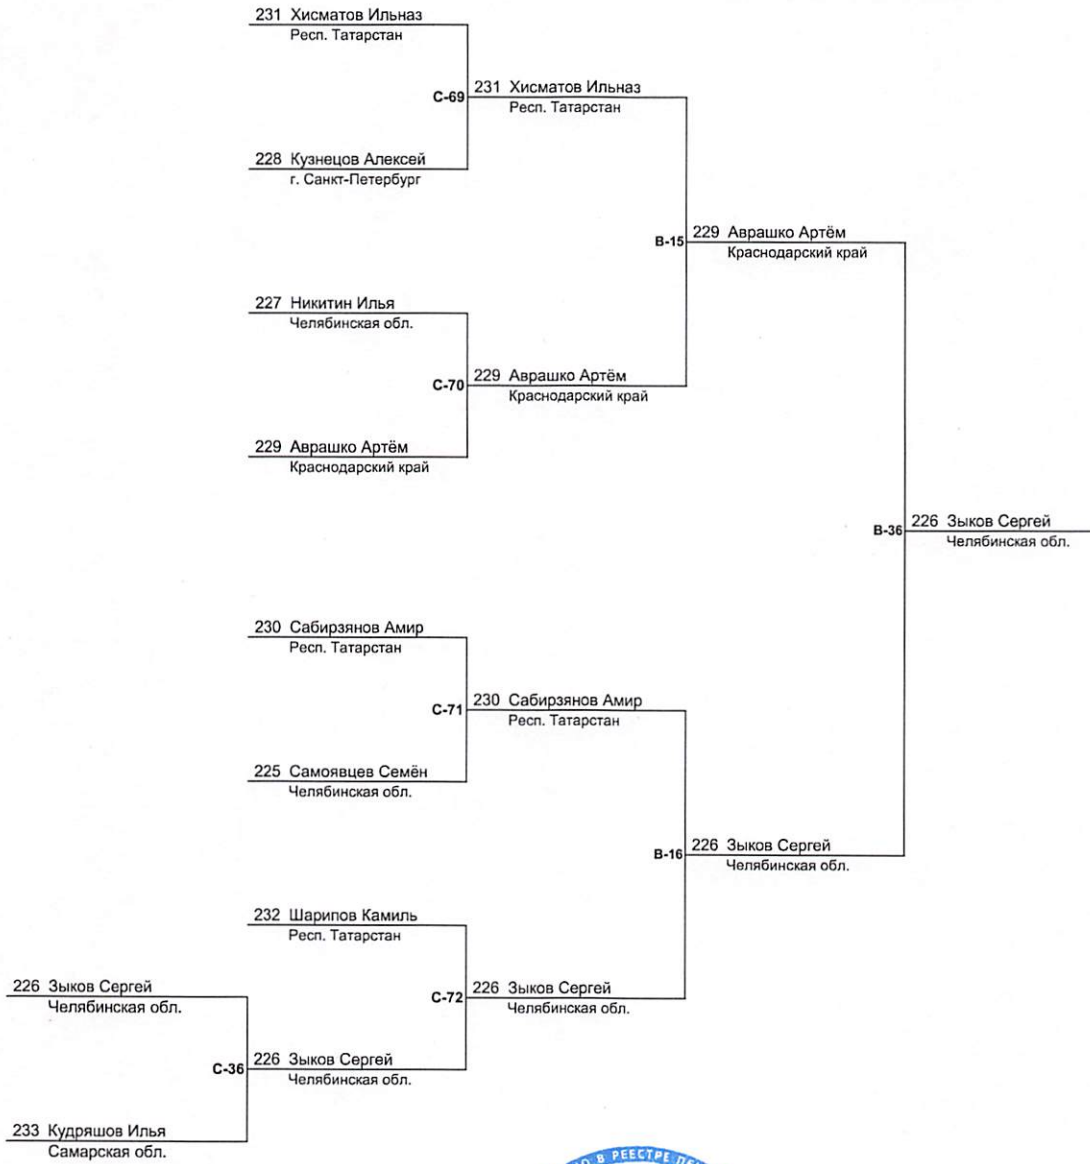 231 Хисматов Ильназ
Респ. Татарстан
C-69
231 Хисматов Ильназ
Респ. Татарстан
228 Кузнецов Алексей
г. Санкт-Петербург
B-15
229 Аврашко Артём
Краснодарский край
227 Никитин Илья
Челябинская обл.
C-70
229 Аврашко Артём
Краснодарский край
229 Аврашко Артём
Краснодарский край
B-36
226 Зыков Сергей
Челябинская обл.
230 Сабирзянов Амир
Респ. Татарстан
C-71
230 Сабирзянов Амир
Респ. Татарстан
225 Самоявцев Семён
Челябинская обл.
B-16
226 Зыков Сергей
Челябинская обл.
232 Шарипов Камиль
Респ. Татарстан
226 Зыков Сергей
Челябинская обл.
C-72
226 Зыков Сергей
Челябинская обл.
C-36
226 Зыков Сергей
Челябинская обл.
233 Кудряшов Илья
Самарская обл.
В РЕЕСТРЕ